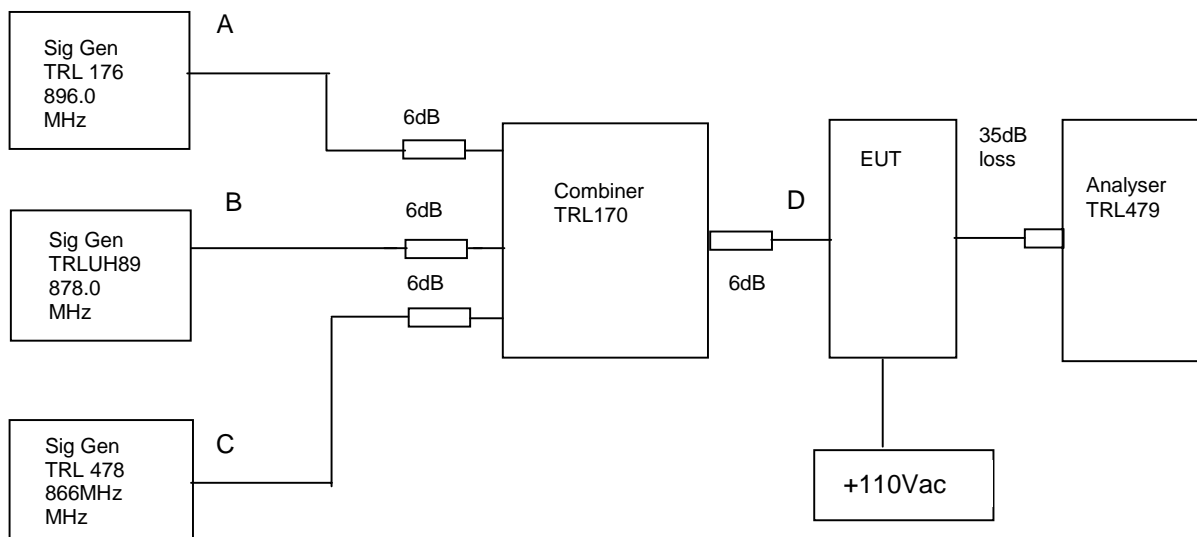 A
Sig Gen
TRL 176
896.0
MHz
6dB
B
Sig Gen
TRLUH89
878.0
MHz
6dB
6dB
C
Sig Gen
TRL 478
866MHz
MHz
Combiner
TRL170
D
6dB
EUT
35dB
loss
Analyser
TRL479
+110Vac